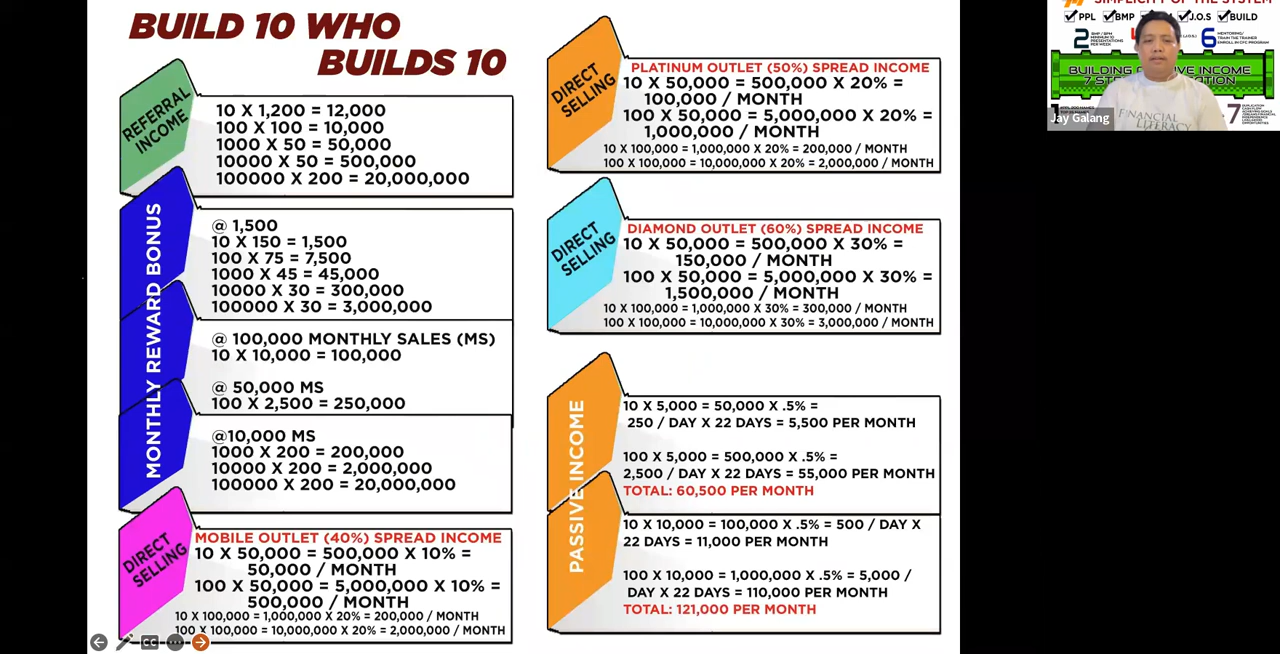 BUILD 10 WHO
BUILDS 10
REFERRAL
INCOME
10 X 1,200 = 12,000
100 X 100 = 10,000
1000 X 50 = 50,000
10000 X 50 = 500,000
100000 X 200 = 20,000,000
MONTHLY REWARD BONUS
@ 1,500
10 X 150 = 1,500
100 X 75 = 7,500
1000 X 45 = 45,000
10000 X 30 = 300,000
100000 X 30 = 3,000,000
@ 100,000 MONTHLY SALES (MS)
10 X 10,000 = 100,000
@ 50,000 MS
100 X 2,500 = 250,000
@10,000 MS
1000 X 200 = 200,000
10000 X 200 = 2,000,000
100000 X 200 = 20,000,000
DIRECT
SELLING
MOBILE OUTLET (40%) SPREAD INCOME
10 X 50,000 = 500,000 X 10% =
50,000 / MONTH
100 X 50,000 = 5,000,000 X 10% =
500,000 / MONTH
10 X 100,000 = 1,000,000 X 20% = 200,000 / MONTH
100 X 100,000 = 10,000,000 X 20% = 2,000,000 / MONTH
CC
DIRECT
SELLING
PLATINUM OUTLET (50%) SPREAD INCOME
10 X 50,000 = 500,000 X 20% =
100,000 / MONTH
100 X 50,000 = 5,000,000 X 20% =
1,000,000 / MONTH
10 X 100,000 = 1,000,000 X 20% = 200,000 / MONTH
100 X 100,000 = 10,000,000 X 20% = 2,000,000 / MONTH
DIRECT
SELLING
DIAMOND OUTLET (60%) SPREAD INCOME
10 X 50,000 = 500,000 X 30% =
150,000 / MONTH
100 X 50,000 = 5,000,000 X 30% =
1,500,000 / MONTH
10 X 100,000 = 1,000,000 X 30% = 300,000 / MONTH
100 X 100,000 = 10,000,000 X 30% = 3,000,000 / MONTH
PASSIVE INCOME
10 X 5,000 = 50,000 X .5% =
250 / DAY X 22 DAYS = 5,500 PER MONTH
100 X 5,000 = 500,000 X .5% =
2,500 / DAY X 22 DAYS = 55,000 PER MONTH
TOTAL: 60,500 PER MONTH
10 X 10,000 = 100,000 X .5% = 500 / DAY X
22 DAYS = 11,000 PER MONTH
100 X 10,000 = 1,000,000 X .5% = 5,000 /
DAY X 22 DAYS = 110,000 PER MONTH
TOTAL: 121,000 PER MONTH
SIMPLICITY OF THE SYSTEM
PPL BMP J.O.S BUILD
2
6
MENTORING/
TRAIN THE TRAINER
ENROLL IN CFC PROGRAM
7
FINANCIAL
LITERACY
Jay Galang